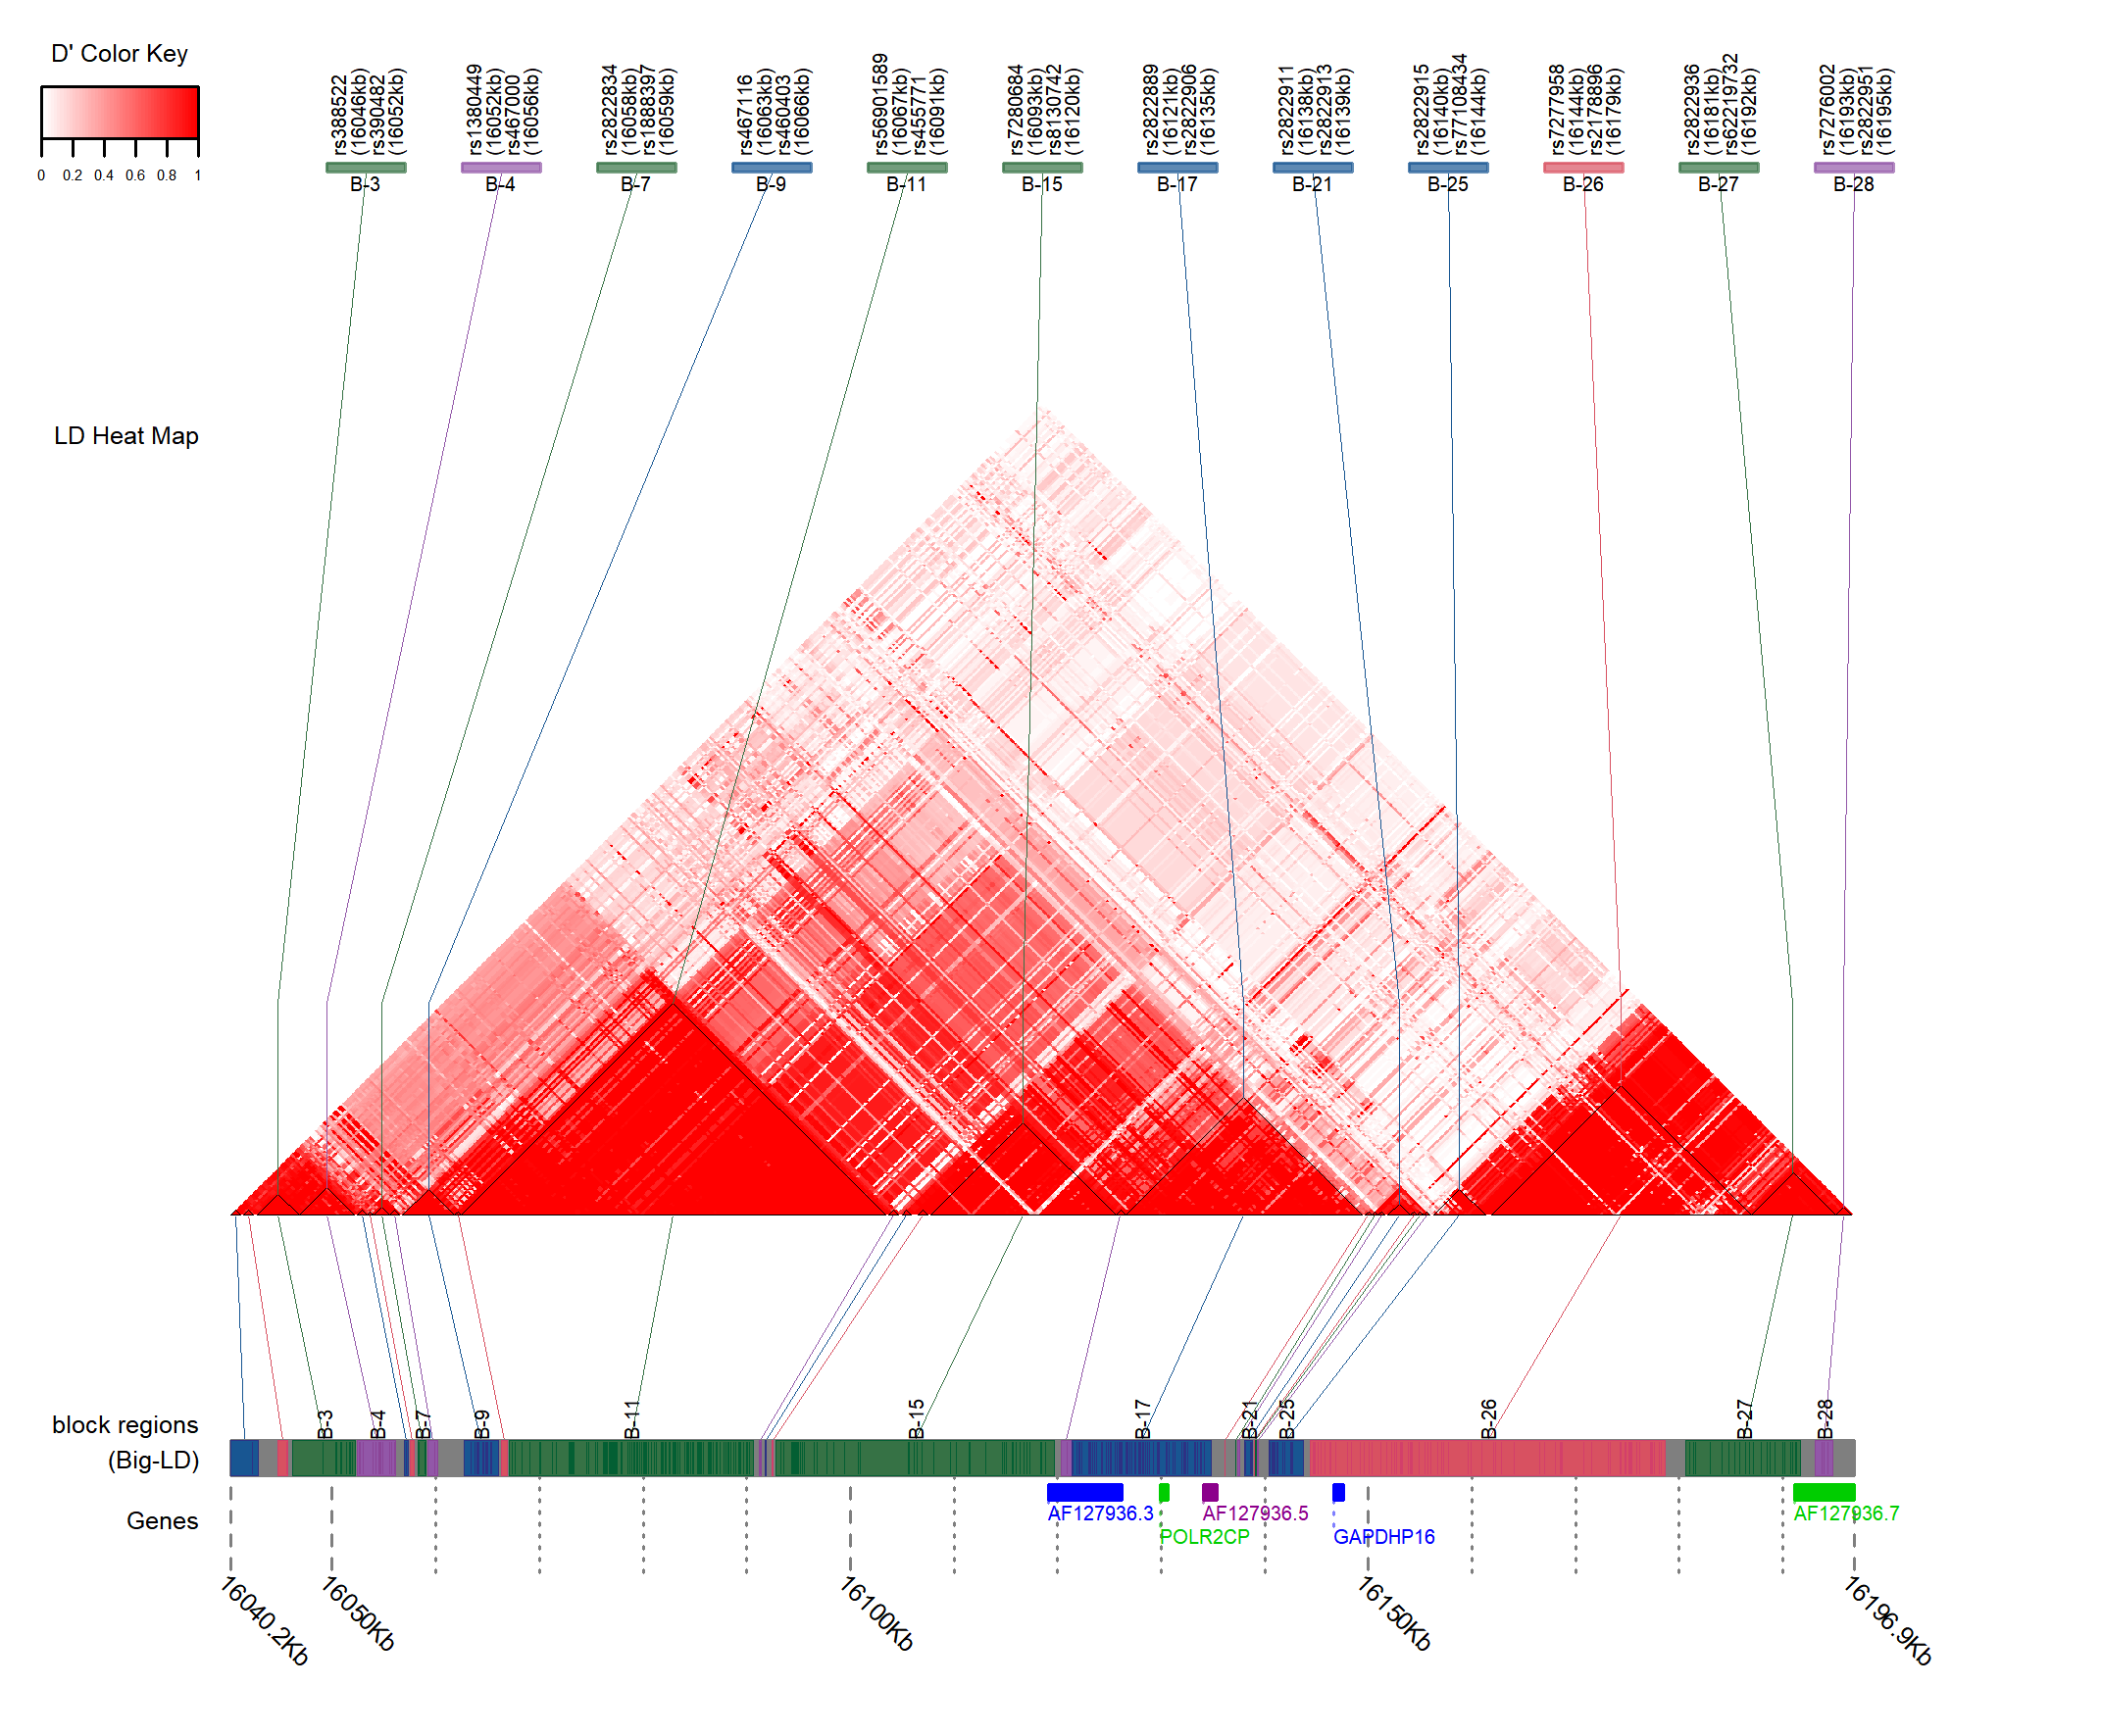 D' Color Key
0 0.2 0.4 0.6 0.8 1
rs388522
(16046kb)
rs390482
(16052kb)
B-3
rs1380449
(16052kb)
rs467000
(16056kb)
B-4
rs2822834
(16058kb)
rs1888397
(16059kb)
B-7
rs467116
(16063kb)
rs460403
(16066kb)
B-9
rs56901589
(16067kb)
rs455771
(16091kb)
B-11
rs7280684
(16093kb)
rs8130742
(16120kb)
B-15
rs2822889
(16121kb)
rs2822906
(16135kb)
B-17
rs2822911
(16138kb)
rs2822913
(16139kb)
B-21
rs2822915
(16140kb)
rs77108434
(16144kb)
B-25
rs7277958
(16144kb)
rs2178896
(16179kb)
B-26
rs2822936
(16181kb)
rs62219732
(16192kb)
B-27
rs7276002
(16193kb)
rs2822951
(16195kb)
B-28
LD Heat Map
block regions
(Big-LD)
B-3 B-4 B-7 B-9 B-11 B-15 B-17 B-21 B-25 B-26 B-27 B-28
Genes
AF127936.3 AF127936.5 AF127936.7
POLR2CP GAPDHP16
16040.2Kb 16050Kb 16100Kb 16150Kb 16196.9Kb